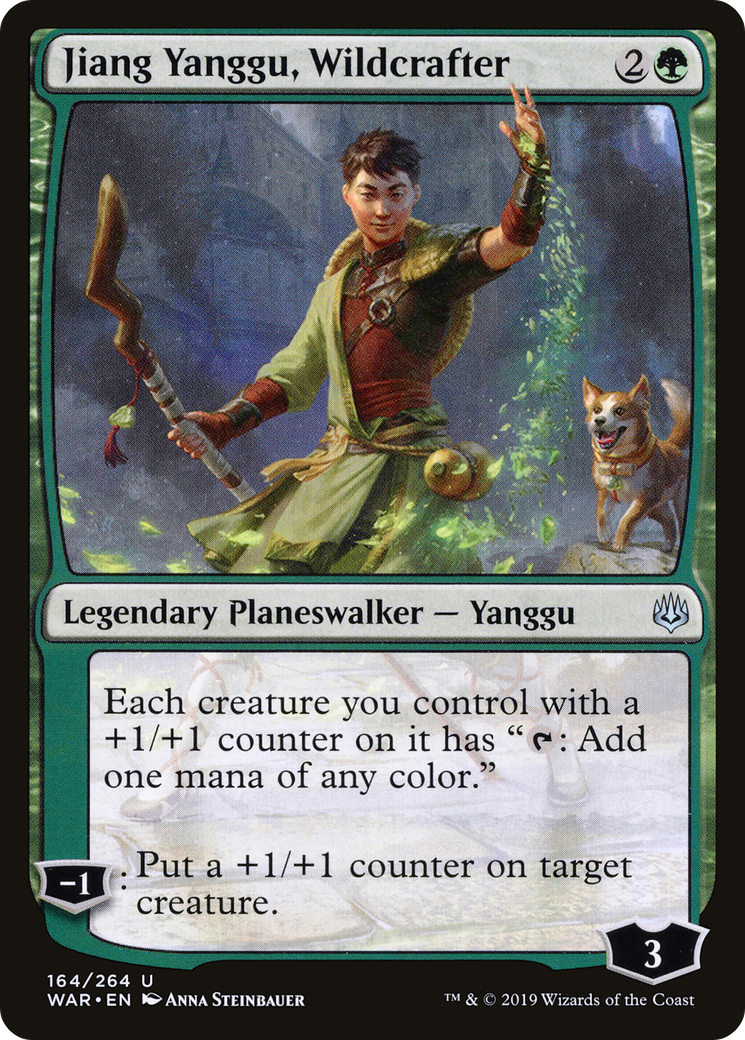 Jiang Yanggu, Wildcrafter 2
Legendary Planeswalker — Yanggu
Each creature you control with a
+1/+1 counter on it has “ : Add
one mana of any color.”
-1 : Put a +1/+1 counter on target
creature.
3
164/264 U
WAR • EN Anna Steinbauer
™ & © 2019 Wizards of the Coast